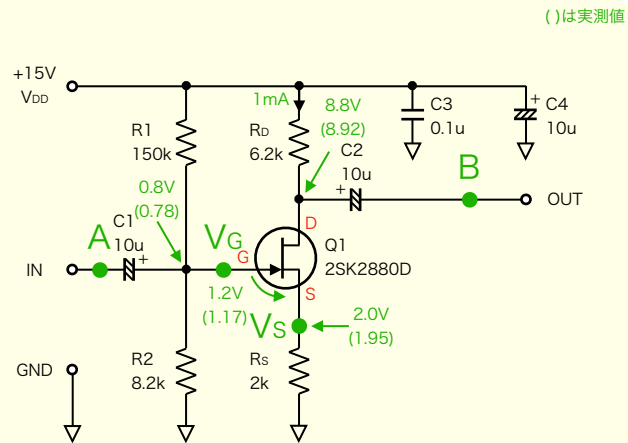 ( )は実測値
+15V
VDD
1mA
8.8V
(8.92)
C3
0.1u
C4
10u
+
R1
150k
RD
6.2k
C2
10u
+
B
OUT
0.8V
(0.78)
D
A
C1
10u
+
VG
G
Q1
2SK2880D
IN
1.2V
(1.17)
S
VS
2.0V
(1.95)
GND
R2
8.2k
RS
2k